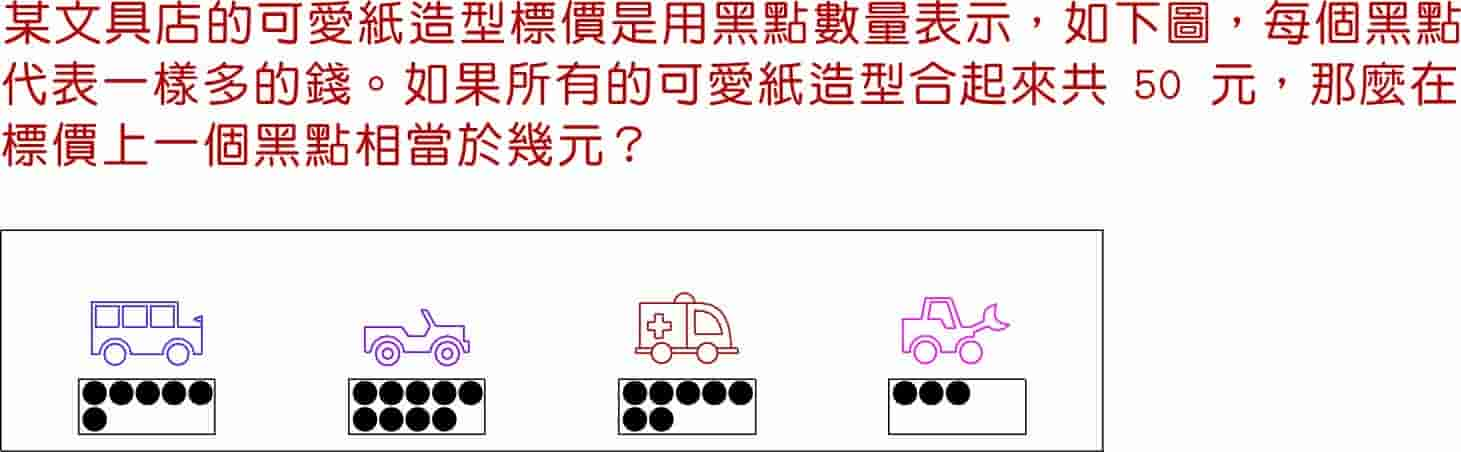 某文具店的可愛紙造型標價是用黑點數量表示，如下圖，每個黑點
代表一樣多的錢。如果所有的可愛紙造型合起來共 50 元，那麼在
標價上一個黑點相當於幾元？